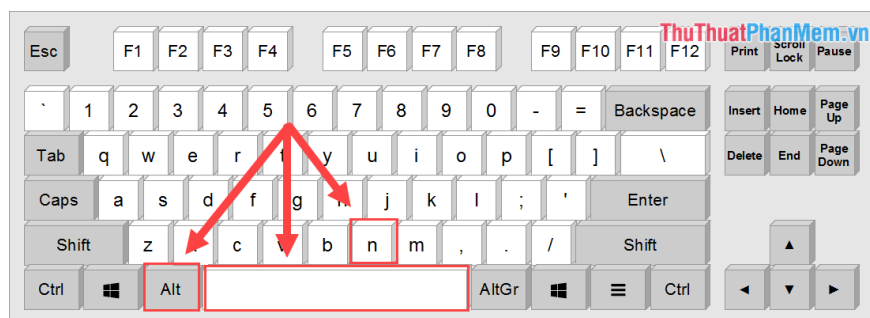 ThuThuatPhanMem.vn
Esc F1 F2 F3 F4 F5 F6 F7 F8 F9 F10 F11 F12 Print Scroll Lock Pause
` 1 2 3 4 5 6 7 8 9 0 - = Backspace Insert Home Page Up
Tab q w e r t y u i o p [ ] \ Delete End Page Down
Caps a s d f g h j k l ; ' Enter
Shift z c v b n m , . / Shift ▲
Ctrl Alt AltGr ☰ Ctrl ◄ ▼ ►